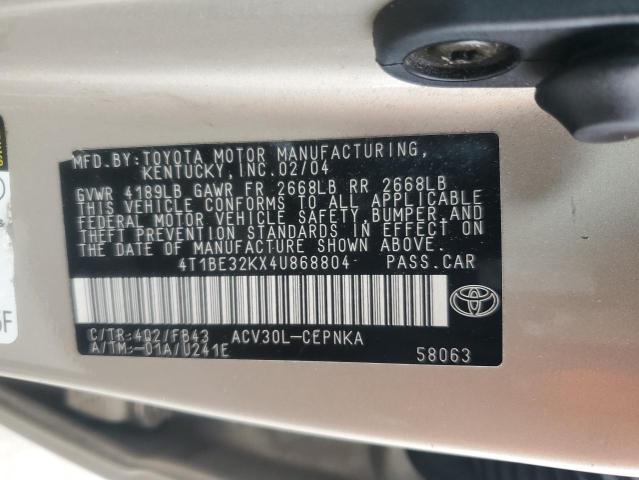 MFD.BY:TOYOTA MOTOR MANUFACTURING,
KENTUCKY, INC.02/04
GVWR 4189LB GAWR FR 2668LB RR 2668LB
THIS VEHICLE CONFORMS TO ALL APPLICABLE
FEDERAL MOTOR VEHICLE SAFETY, BUMPER, AND
THEFT PREVENTION STANDARDS IN EFFECT ON
THE DATE OF MANUFACTURE SHOWN ABOVE.
4T1BE32KX4U868804 PASS.CAR
C/TR:4Q2/FB43 ACV30L-CEPNKA
A/TM:-01A/U241E
58063